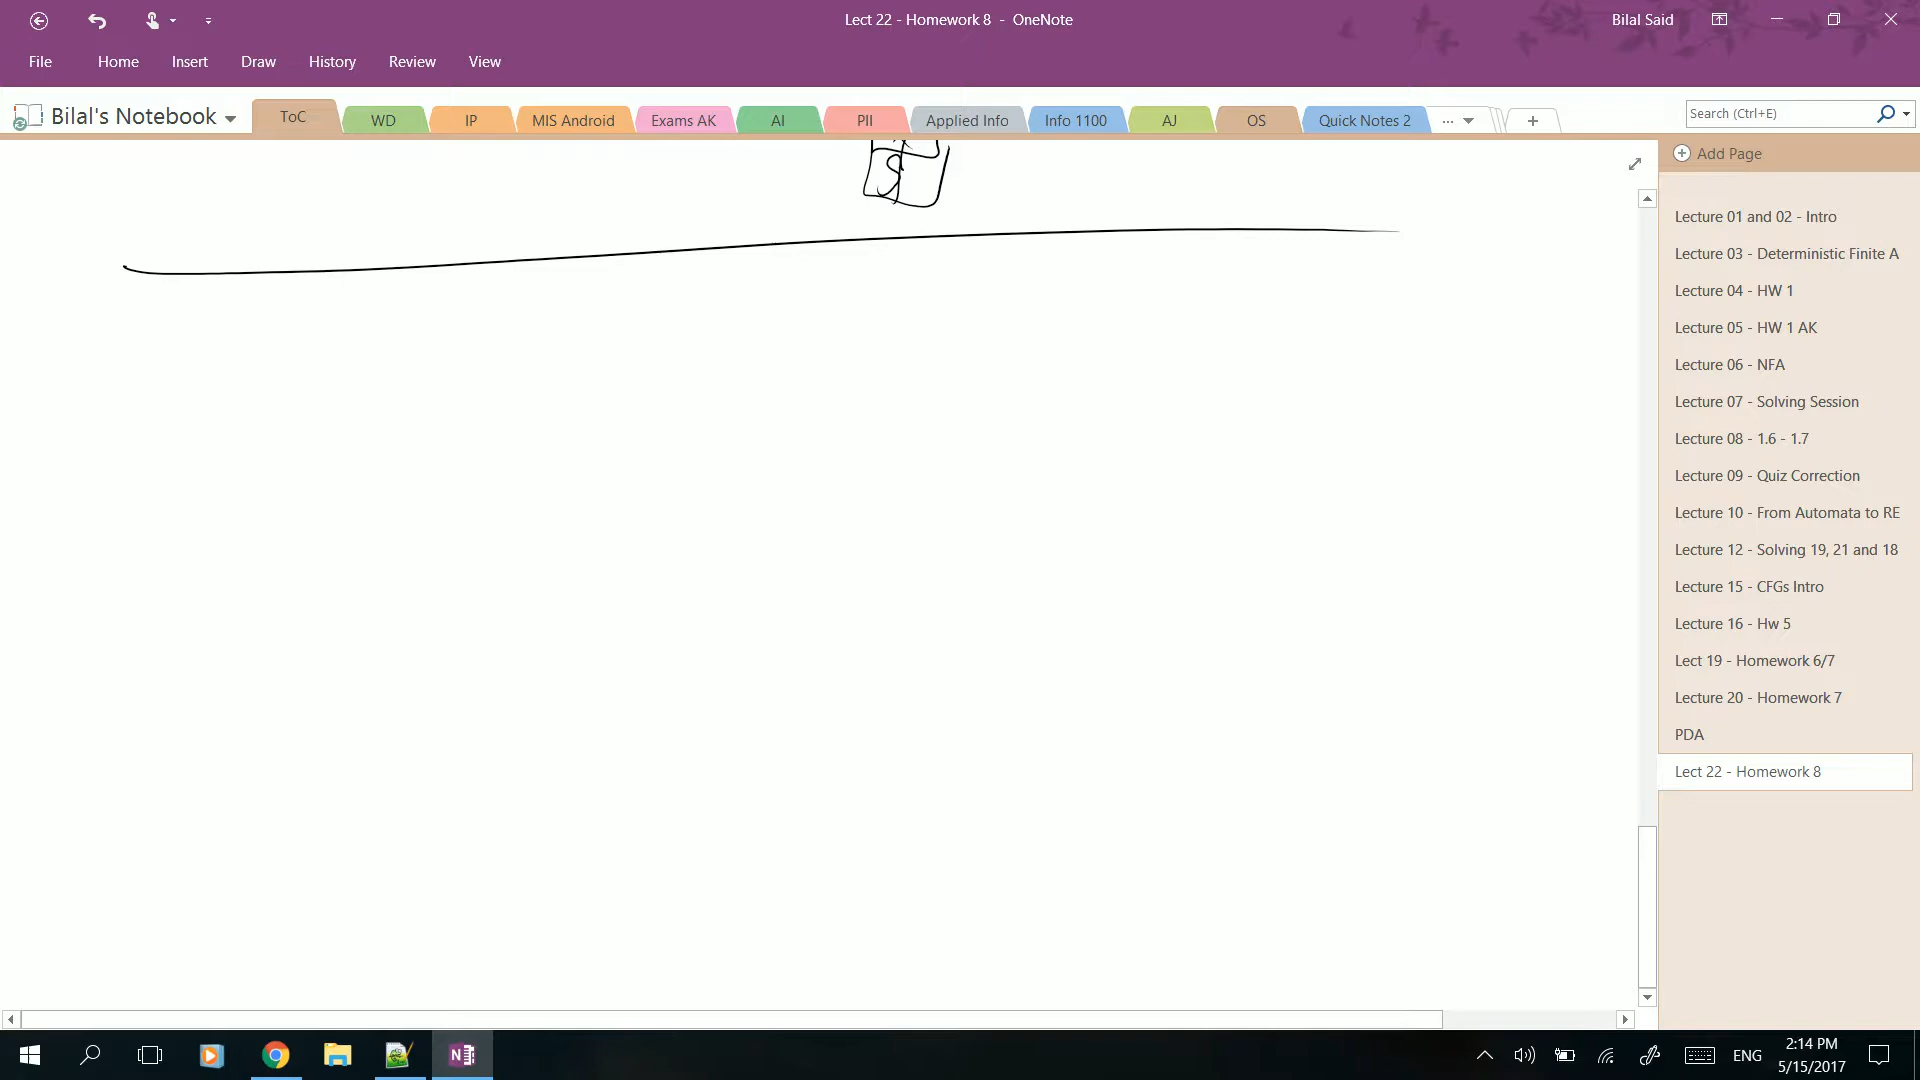 Lect 22 - Homework 8 - OneNote
Bilal Said
File Home Insert Draw History Review View
Bilal's Notebook ToC WD IP MIS Android Exams AK AI PII Applied Info Info 1100 AJ OS Quick Notes 2 ... + Search (Ctrl+E)
Add Page
S
Lecture 01 and 02 - Intro
Lecture 03 - Deterministic Finite A
Lecture 04 - HW 1
Lecture 05 - HW 1 AK
Lecture 06 - NFA
Lecture 07 - Solving Session
Lecture 08 - 1.6 - 1.7
Lecture 09 - Quiz Correction
Lecture 10 - From Automata to RE
Lecture 12 - Solving 19, 21 and 18
Lecture 15 - CFGs Intro
Lecture 16 - Hw 5
Lect 19 - Homework 6/7
Lecture 20 - Homework 7
PDA
Lect 22 - Homework 8
N
ENG
2:14 PM
5/15/2017